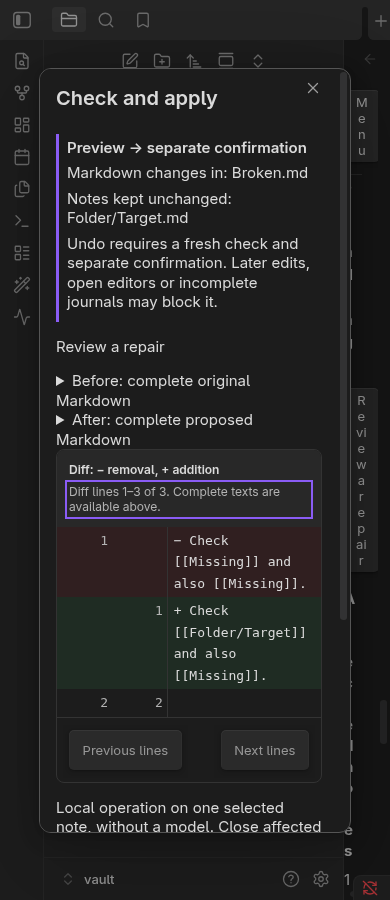 Check and apply
Preview → separate confirmation
Markdown changes in: Broken.md
Notes kept unchanged:
Folder/Target.md
Undo requires a fresh check and
separate confirmation. Later edits,
open editors or incomplete
journals may block it.
Review a repair
▶ Before: complete original
Markdown
▶ After: complete proposed
Markdown
Diff: − removal, + addition
Diff lines 1–3 of 3. Complete texts are
available above.
1 − Check
[[Missing]] and
also [[Missing]].
1 + Check
[[Folder/Target]]
and also
[[Missing]].
2 2
Previous lines Next lines
Local operation on one selected
note, without a model. Close affected
vault
M
e
n
u
R
e
vi
e
w
a
r
e
p
ai
r